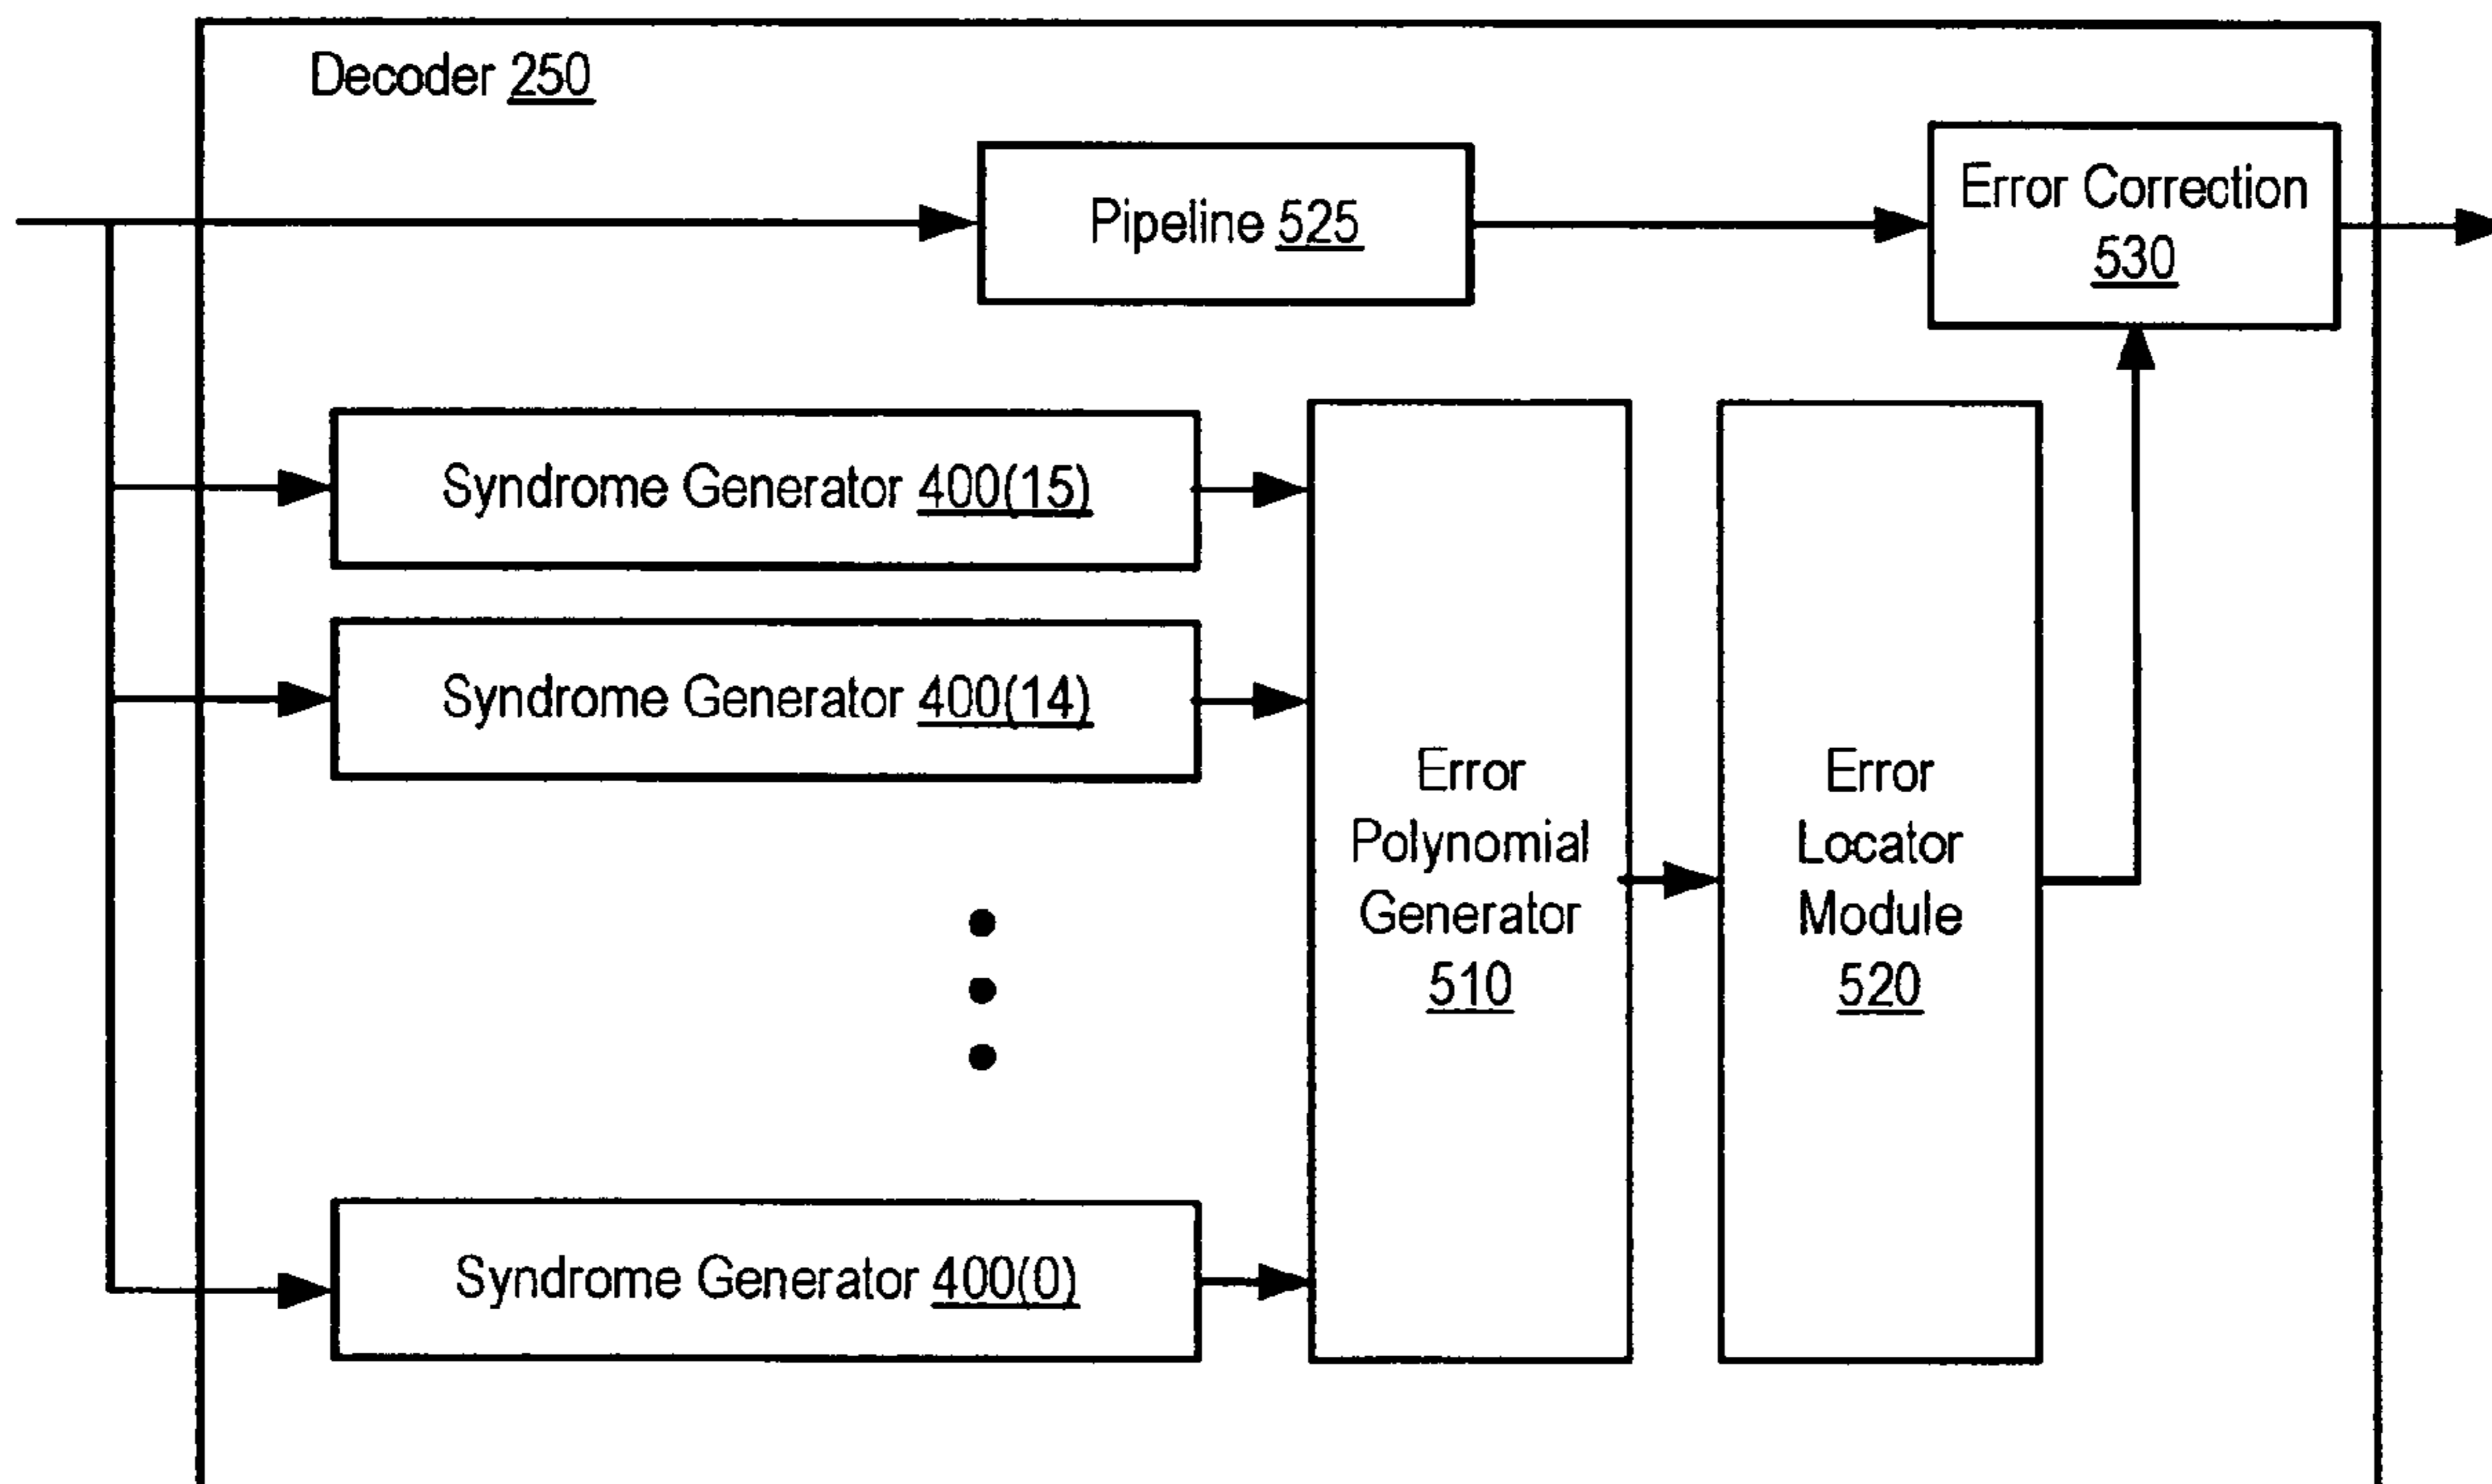 Decoder 250
Pipeline 525
Error Correction
530
Syndrome Generator 400(15)
Syndrome Generator 400(14)
Syndrome Generator 400(0)
Error
Polynomial
Generator
510
Error
Locator
Module
520